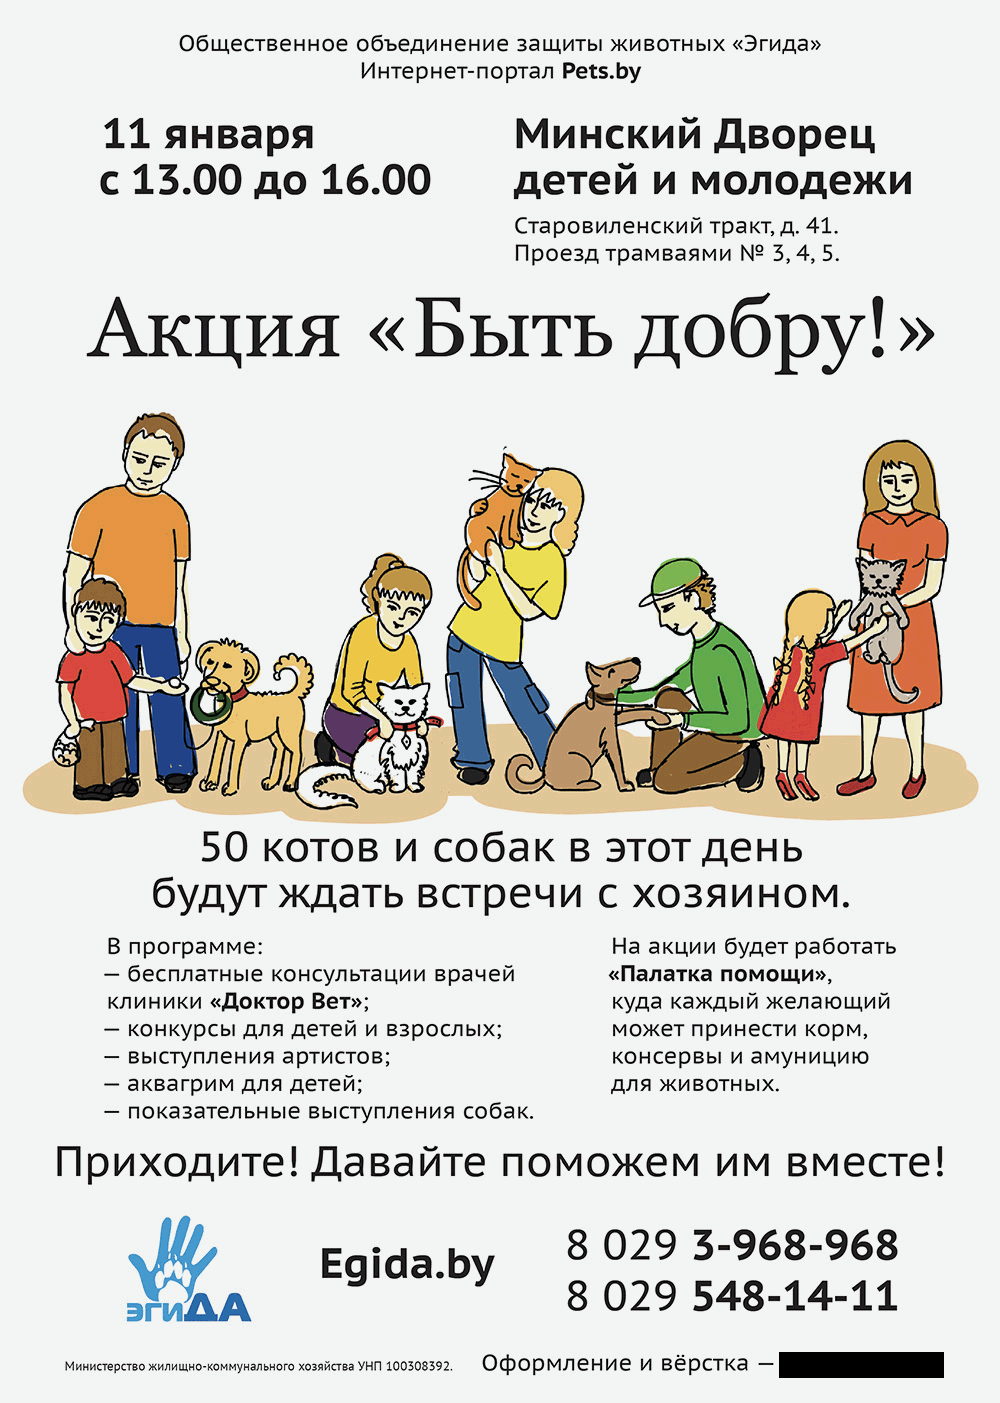 Общественное объединение защиты животных «Эгида»
Интернет-портал Pets.by
11 января
с 13.00 до 16.00
Минский Дворец
детей и молодежи
Старовиленский тракт, д. 41.
Проезд трамваями № 3, 4, 5.
Акция «Быть добру!»
50 котов и собак в этот день
будут ждать встречи с хозяином.
В программе:
— бесплатные консультации врачей
клиники «Доктор Вет»;
— конкурсы для детей и взрослых;
— выступления артистов;
— аквагрим для детей;
— показательные выступления собак.
На акции будет работать
«Палатка помощи»,
куда каждый желающий
может принести корм,
консервы и амуницию
для животных.
Приходите! Давайте поможем им вместе!
эгиДА
Egida.by
8 029 3-968-968
8 029 548-14-11
Министерство жилищно-коммунального хозяйства УНП 100308392.
Оформление и вёрстка —